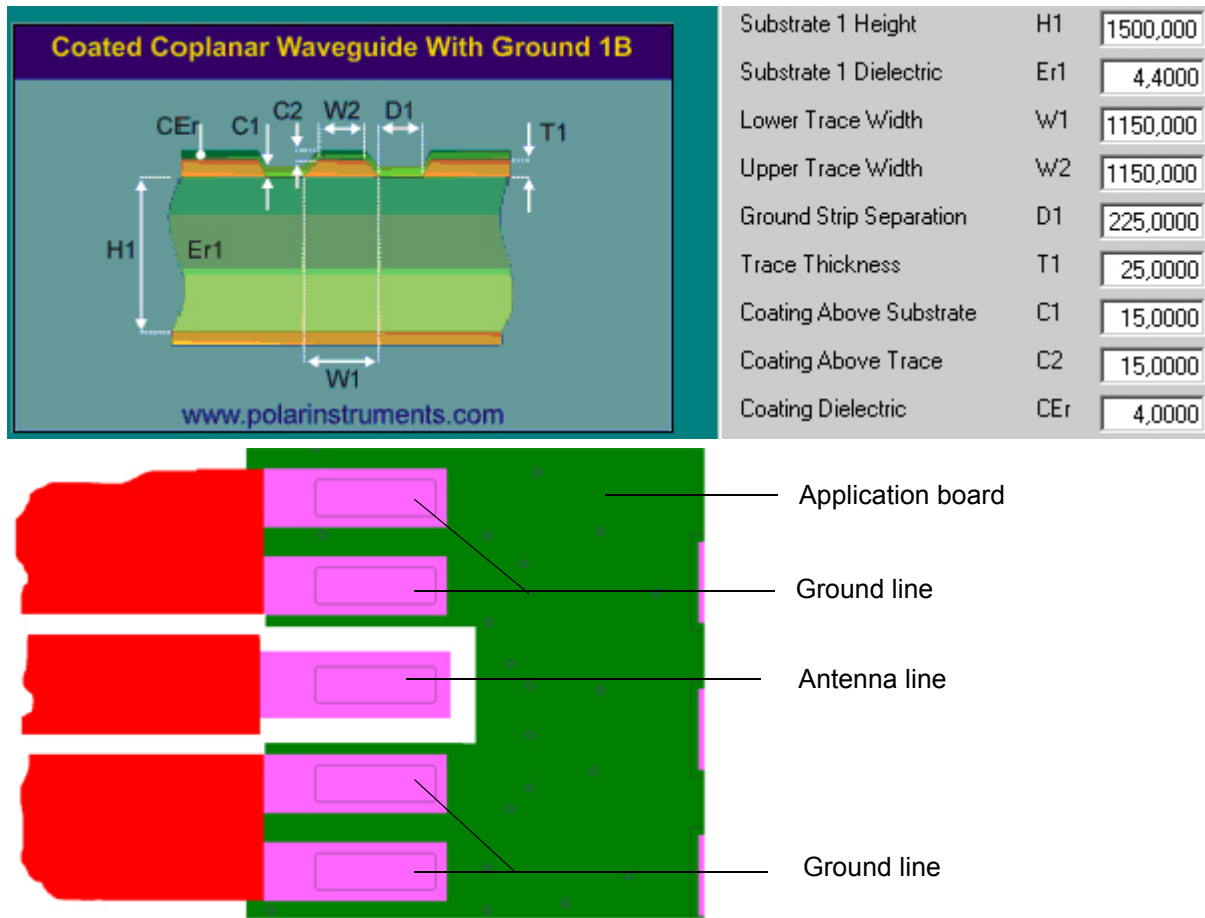 Coated Coplanar Waveguide With Ground 1B
CEr C1 C2 W2 D1 T1
H1 Er1
W1
www.polarinstruments.com
Substrate 1 Height H1 1500,000
Substrate 1 Dielectric Er1 4,4000
Lower Trace Width W1 1150,000
Upper Trace Width W2 1150,000
Ground Strip Separation D1 225,0000
Trace Thickness T1 25,0000
Coating Above Substrate C1 15,0000
Coating Above Trace C2 15,0000
Coating Dielectric CEr 4,0000
Application board
Ground line
Antenna line
Ground line